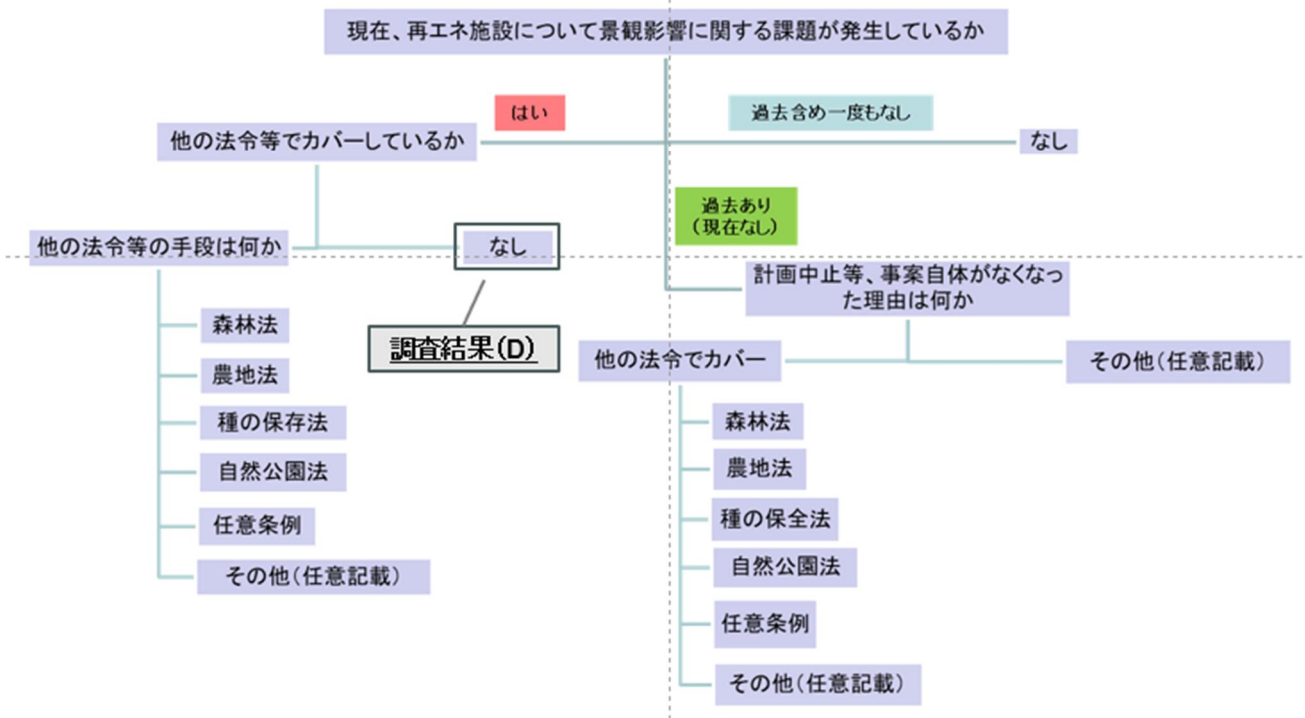 現在、再エネ施設について景観影響に関する課題が発生しているか
はい
過去含め一度もなし
他の法令等でカバーしているか
なし
過去あり
（現在なし）
他の法令等の手段は何か
なし
計画中止等、事案自体がなくなっ
た理由は何か
調査結果（D）
森林法
農地法
種の保存法
自然公園法
任意条例
その他（任意記載）
他の法令でカバー
その他（任意記載）
森林法
農地法
種の保全法
自然公園法
任意条例
その他（任意記載）